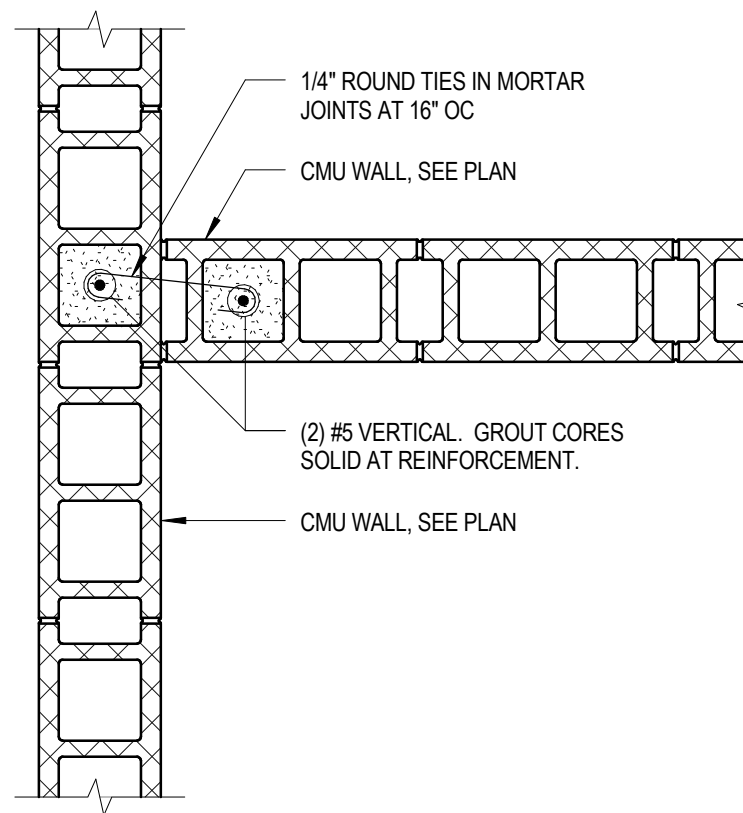 1/4" ROUND TIES IN MORTAR
JOINTS AT 16" OC
CMU WALL, SEE PLAN
(2) #5 VERTICAL.  GROUT CORES
SOLID AT REINFORCEMENT.
CMU WALL, SEE PLAN